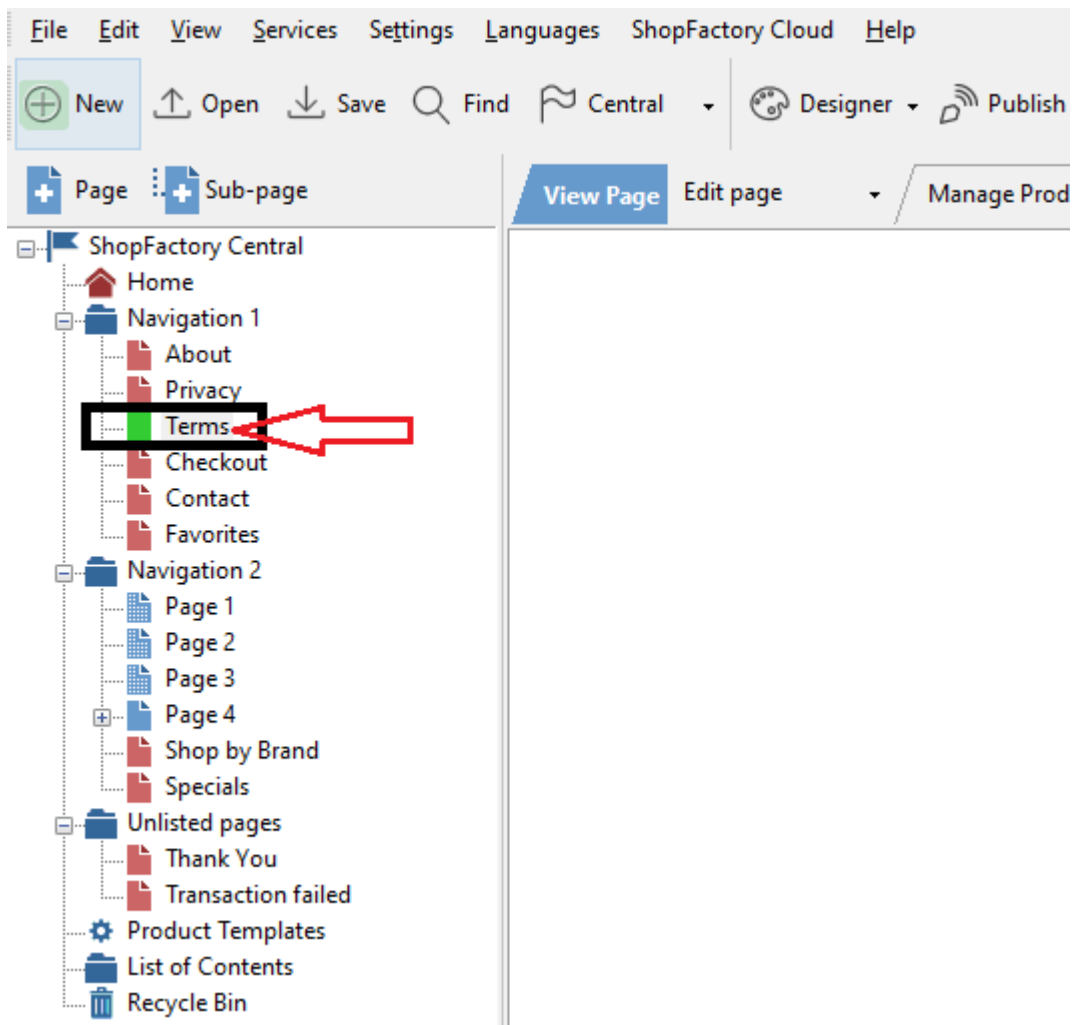 File Edit View Services Settings Languages ShopFactory Cloud Help
New Open Save Find Central Designer Publish
Page Sub-page View Page Edit page Manage Prod
ShopFactory Central
Home
Navigation 1
About
Privacy
Terms
Checkout
Contact
Favorites
Navigation 2
Page 1
Page 2
Page 3
Page 4
Shop by Brand
Specials
Unlisted pages
Thank You
Transaction failed
Product Templates
List of Contents
Recycle Bin